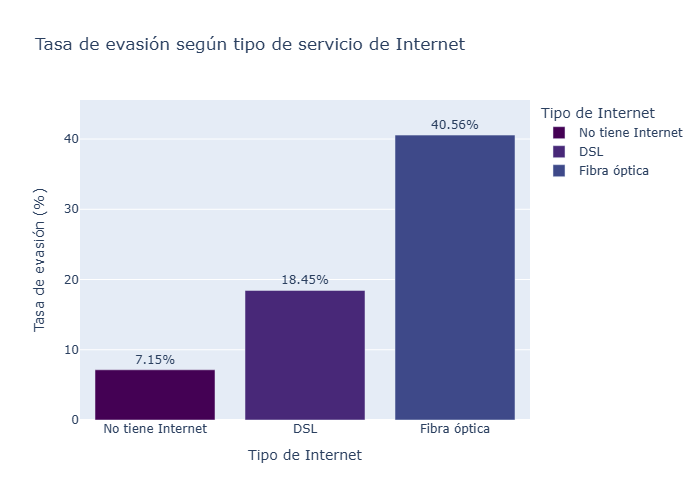 Tasa de evasión según tipo de servicio de Internet
Tasa de evasión (%)
40
30
20
10
0
7.15%
18.45%
40.56%
No tiene Internet
DSL
Fibra óptica
Tipo de Internet
Tipo de Internet
No tiene Internet
DSL
Fibra óptica